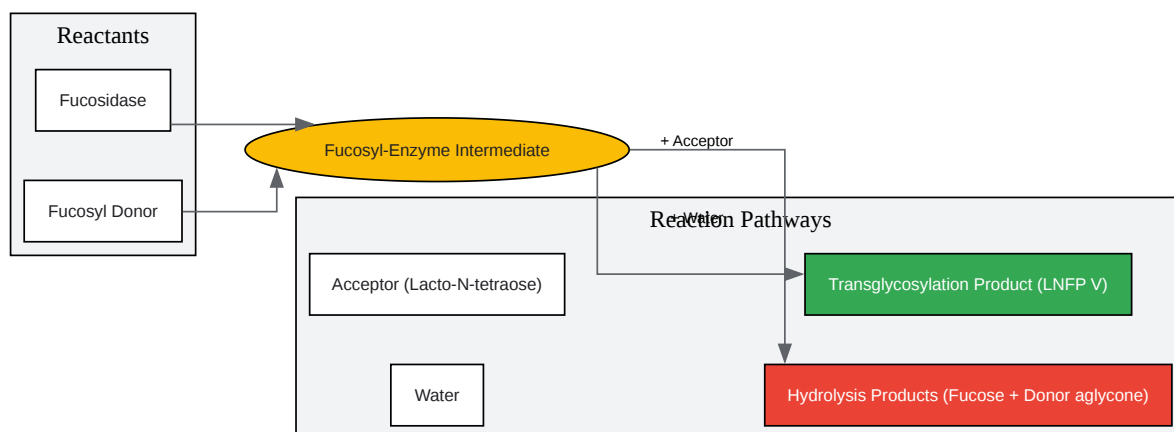 Reactants
Fucosidase
Fucosyl Donor
Fucosyl-Enzyme Intermediate
+ Acceptor
+ Water
Reaction Pathways
Acceptor (Lacto-N-tetraose)
Transglycosylation Product (LNFP V)
Water
Hydrolysis Products (Fucose + Donor aglycone)